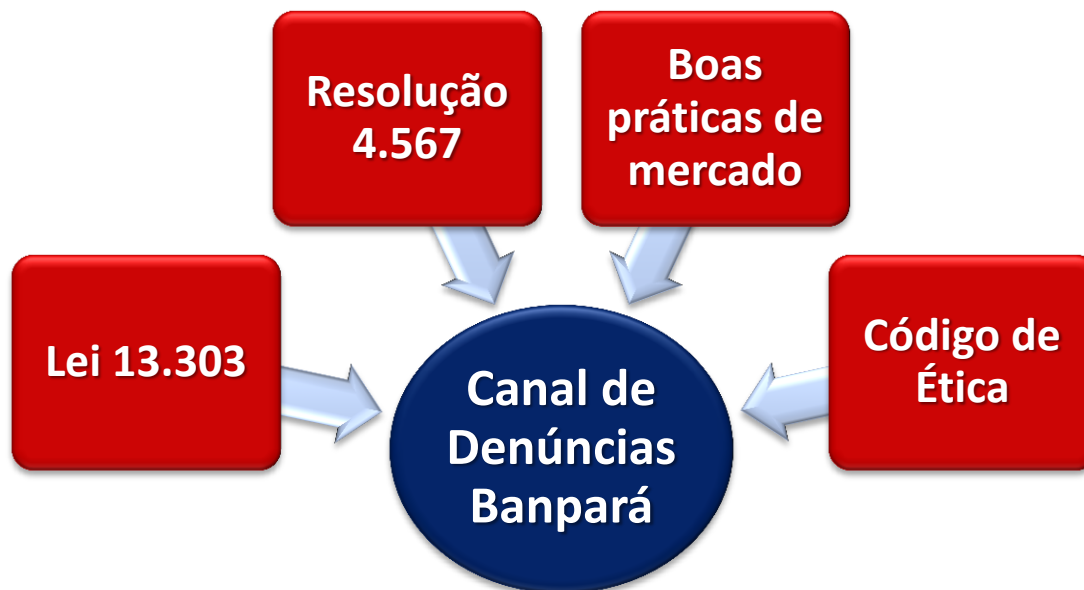 Resolução
4.567
Boas
práticas de
mercado
Lei 13.303
Código de
Ética
Canal de
Denúncias
Banpará